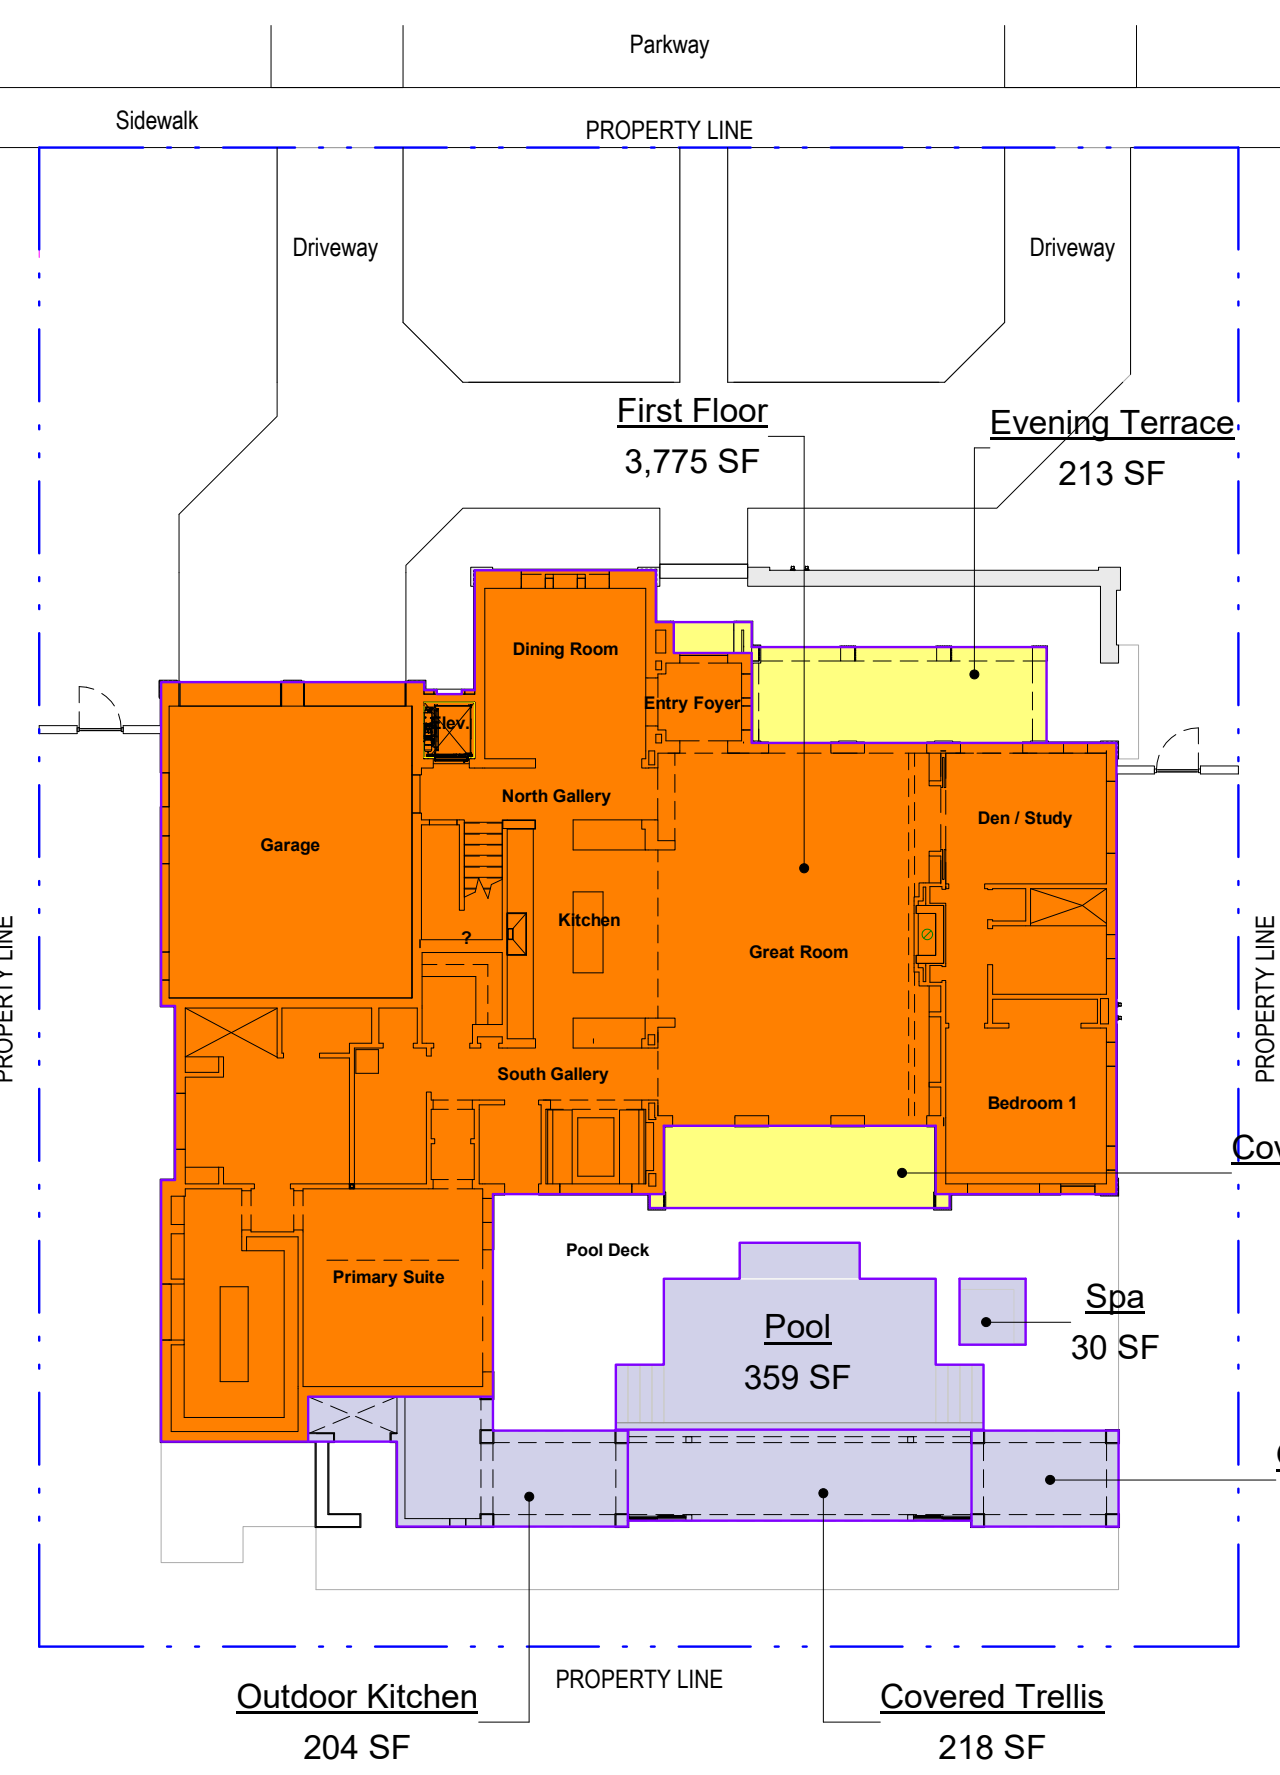 Parkway
Sidewalk
PROPERTY LINE
Driveway
Driveway
First Floor
3,775 SF
Evening Terrace
213 SF
Dining Room
Entry Foyer
North Gallery
Den / Study
Garage
Kitchen
?
Great Room
PROPERTY LINE
PROPERTY LINE
South Gallery
Bedroom 1
Pool Deck
Primary Suite
Pool
359 SF
Spa
30 SF
PROPERTY LINE
Outdoor Kitchen
204 SF
Covered Trellis
218 SF